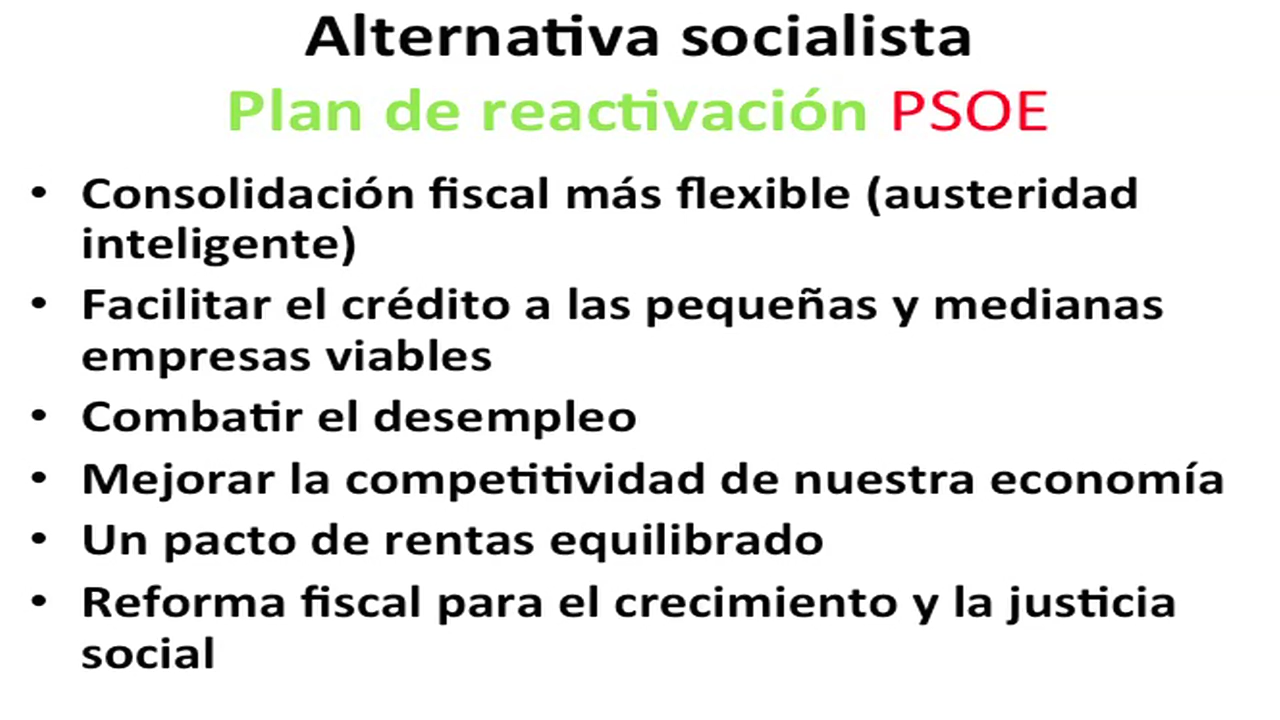 Alternativa socialista
Plan de reactivación PSOE
• Consolidación fiscal más flexible (austeridad
inteligente)
• Facilitar el crédito a las pequeñas y medianas
empresas viables
• Combatir el desempleo
• Mejorar la competitividad de nuestra economía
• Un pacto de rentas equilibrado
• Reforma fiscal para el crecimiento y la justicia
social